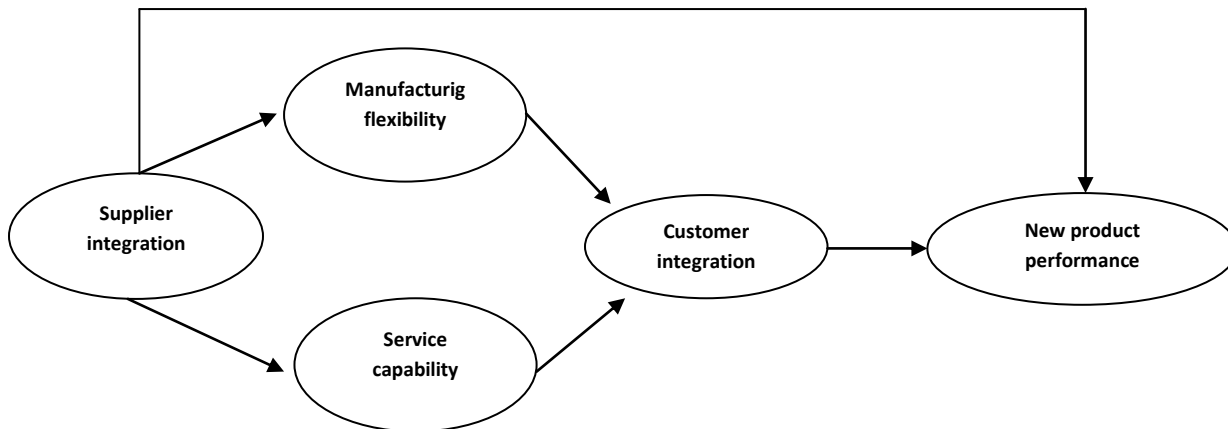 Manufacturig
flexibility
Supplier
integration
Customer
integration
New product
performance
Service
capability